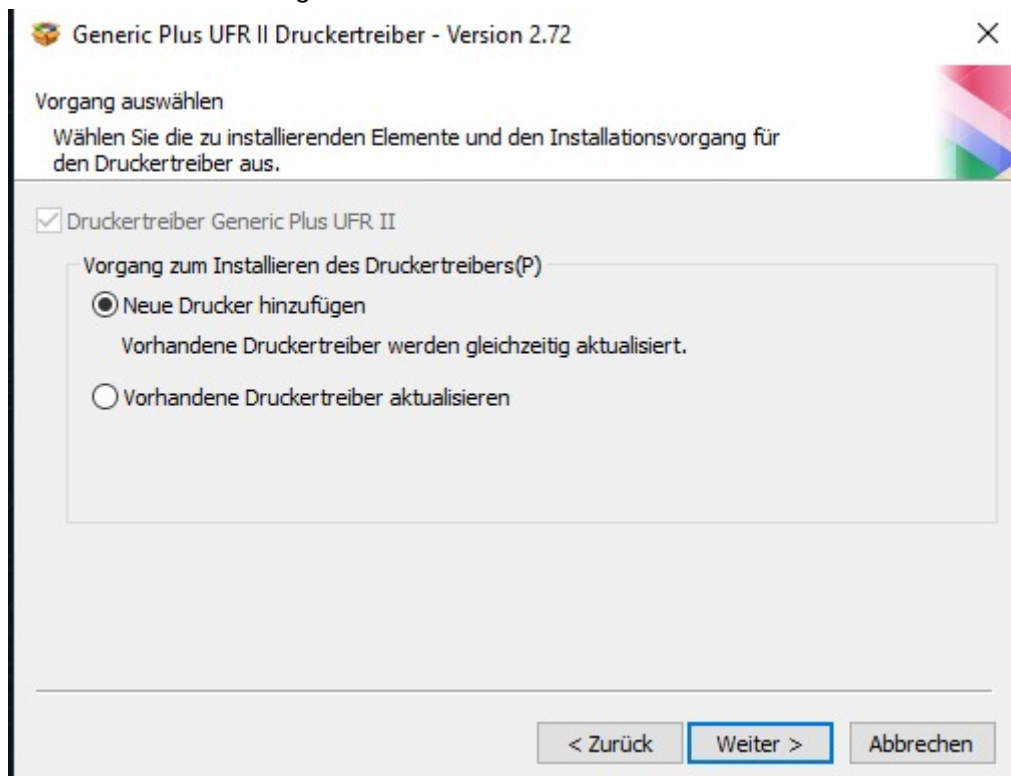 Generic Plus UFR II Druckertreiber - Version 2.72
Vorgang auswählen
Wählen Sie die zu installierenden Elemente und den Installationsvorgang für
den Druckertreiber aus.
Druckertreiber Generic Plus UFR II
Vorgang zum Installieren des Druckertreibers(P)
Neue Drucker hinzufügen
Vorhandene Druckertreiber werden gleichzeitig aktualisiert.
Vorhandene Druckertreiber aktualisieren
< Zurück
Weiter >
Abbrechen